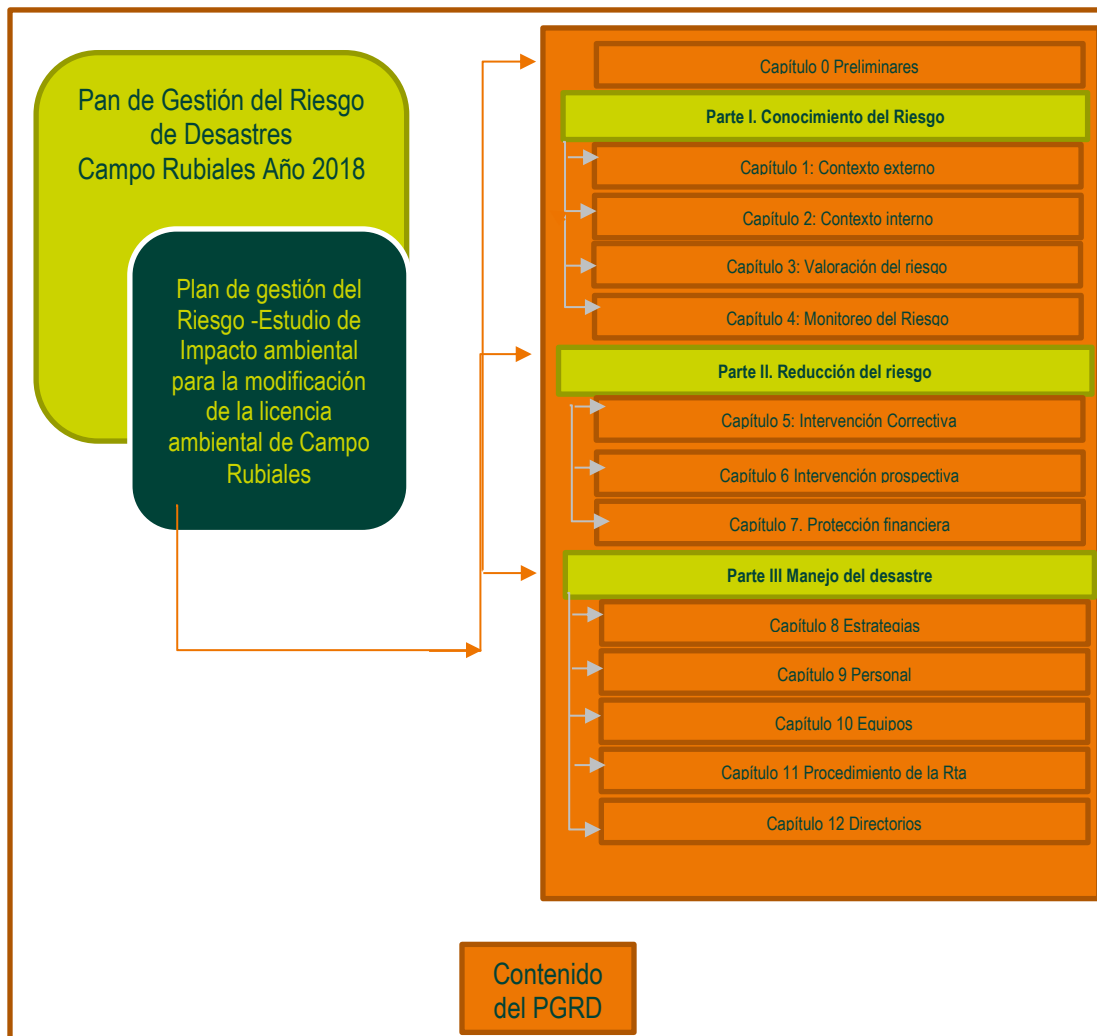 Pan de Gestión del Riesgo
de Desastres
Campo Rubiales Año 2018
Plan de gestión del
Riesgo -Estudio de
Impacto ambiental
para la modificación
de la licencia
ambiental de Campo
Rubiales
Capítulo 0 Preliminares
Parte I. Conocimiento del Riesgo
Capítulo 1: Contexto externo
Capítulo 2: Contexto interno
Capítulo 3: Valoración del riesgo
Capítulo 4: Monitoreo del Riesgo
Parte II. Reducción del riesgo
Capítulo 5: Intervención Correctiva
Capítulo 6 Intervención prospectiva
Capítulo 7. Protección financiera
Parte III Manejo del desastre
Capítulo 8 Estrategias
Capítulo 9 Personal
Capítulo 10 Equipos
Capítulo 11 Procedimiento de la Rta
Capítulo 12 Directorios
Contenido
del PGRD